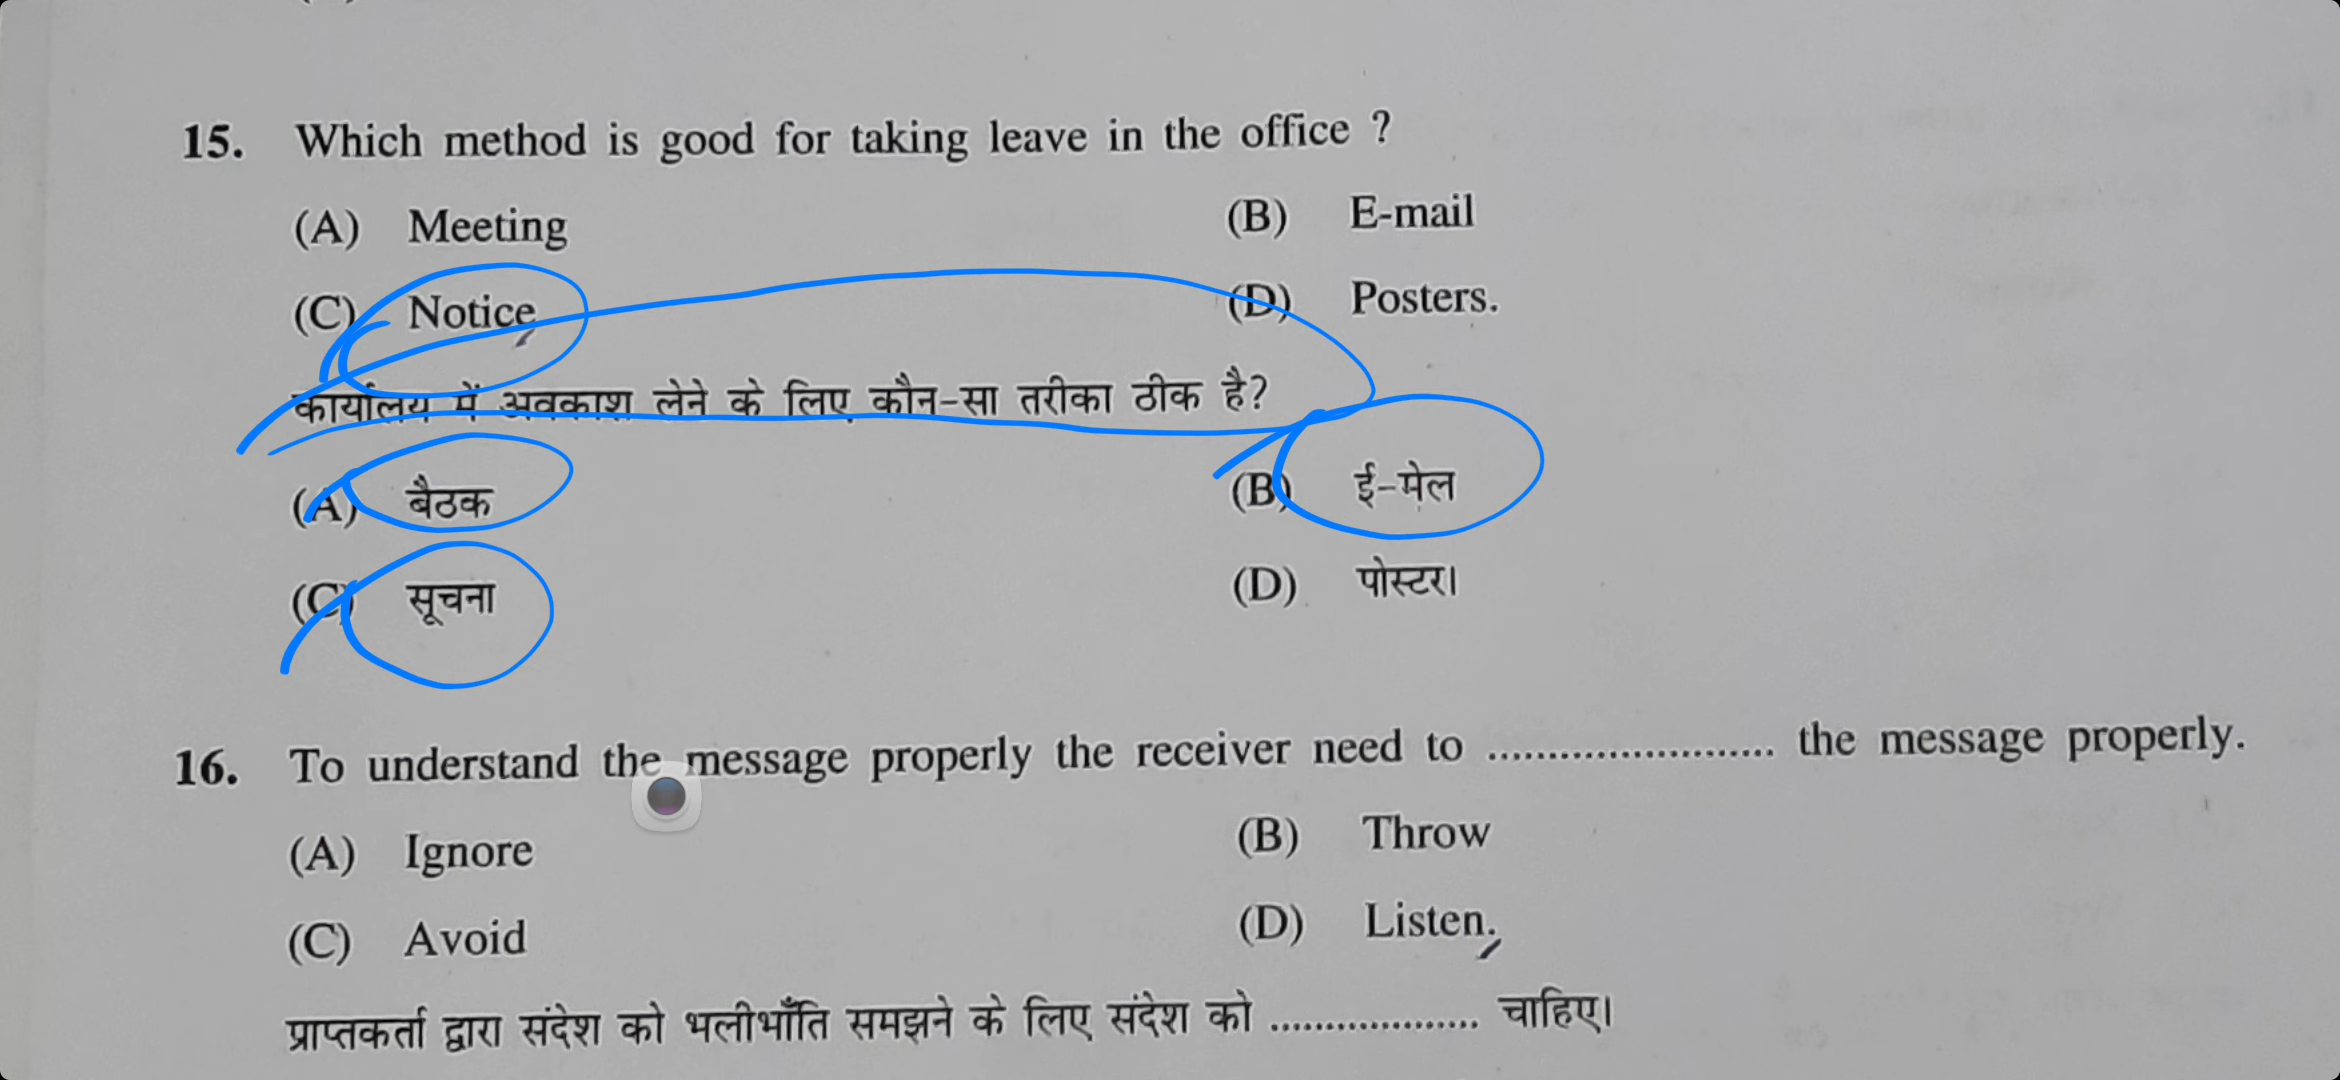 15. Which method is good for taking leave in the office ?
(A) Meeting (B) E-mail
(C) Notice (D) Posters.
कार्यालय में अवकाश लेने के लिए कौन-सा तरीका ठीक है?
(A) बैठक (B) ई-मेल
(C) सूचना (D) पोस्टर।
16. To understand the message properly the receiver need to ........................ the message properly.
(A) Ignore (B) Throw
(C) Avoid (D) Listen.
प्राप्तकर्ता द्वारा संदेश को भलीभाँति समझने के लिए संदेश को ................... चाहिए।